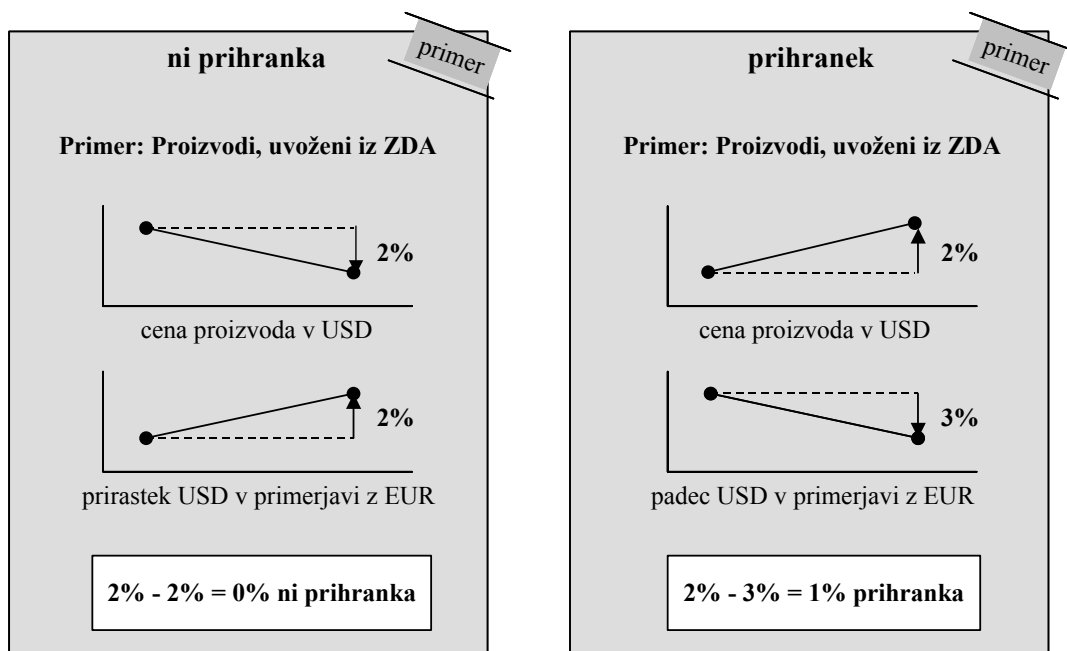 primer
ni prihranka
Primer: Proizvodi, uvoženi iz ZDA
2%
cena proizvoda v USD
2%
prirastek USD v primerjavi z EUR
2% - 2% = 0% ni prihranka
primer
prihranek
Primer: Proizvodi, uvoženi iz ZDA
2%
cena proizvoda v USD
3%
padec USD v primerjavi z EUR
2% - 3% = 1% prihranka